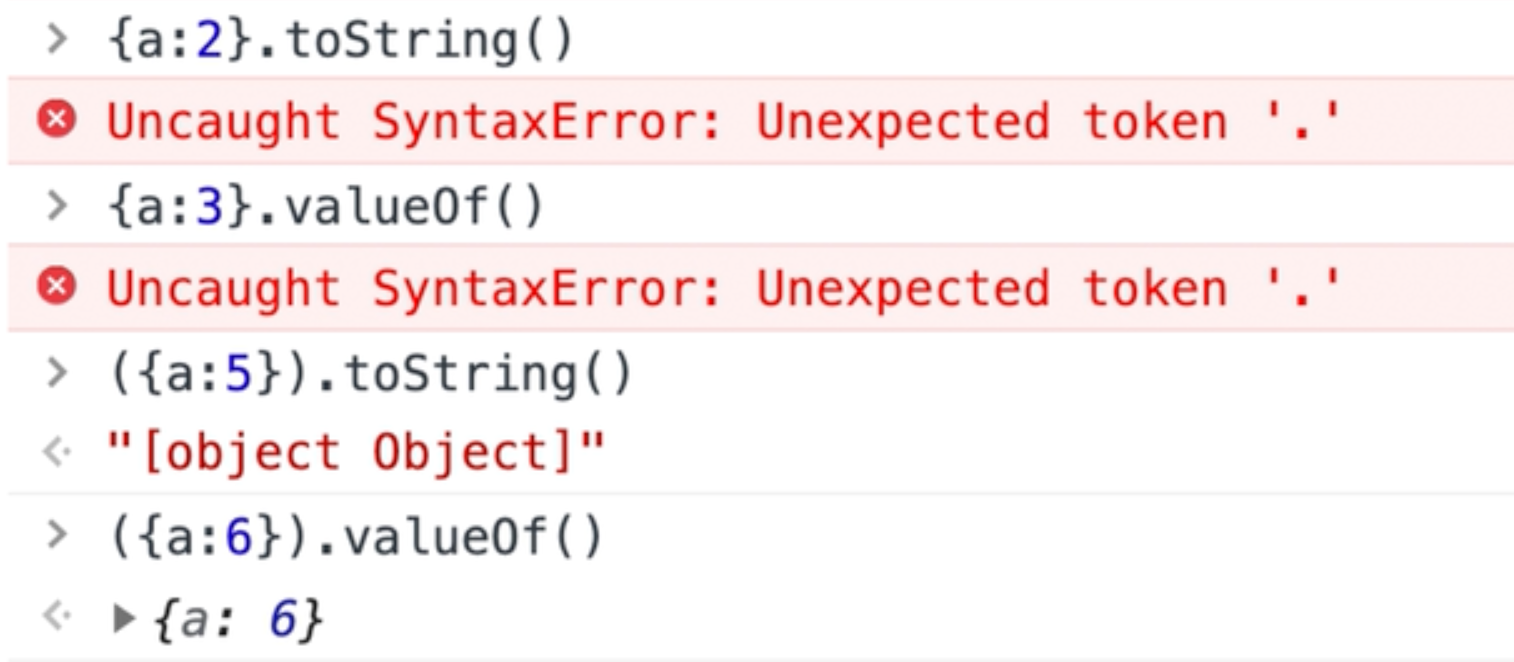 > {a:2}.toString()
Uncaught SyntaxError: Unexpected token '.'
> {a:3}.valueOf()
Uncaught SyntaxError: Unexpected token '.'
> ({a:5}).toString()
"[object Object]"
> ({a:6}).valueOf()
{a: 6}